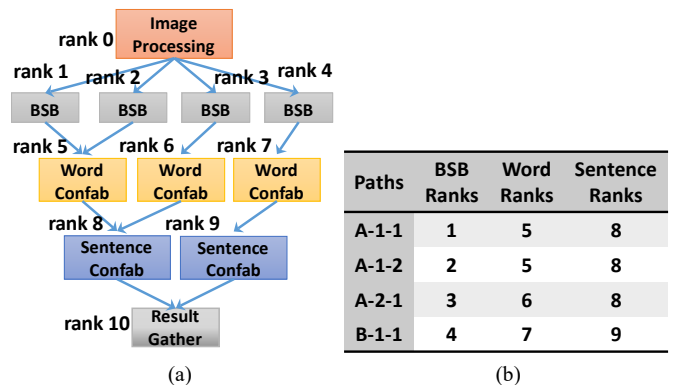 rank 0
Image
Processing
rank 1
rank 2
rank 3
rank 4
BSB
BSB
BSB
BSB
rank 5
rank 6
rank 7
Word
Confab
Word
Confab
Word
Confab
rank 8
rank 9
Sentence
Confab
Sentence
Confab
rank 10
Result
Gather
(a)
Paths BSB Ranks Word Ranks Sentence Ranks
A-1-1 1 5 8
A-1-2 2 5 8
A-2-1 3 6 8
B-1-1 4 7 9
(b)